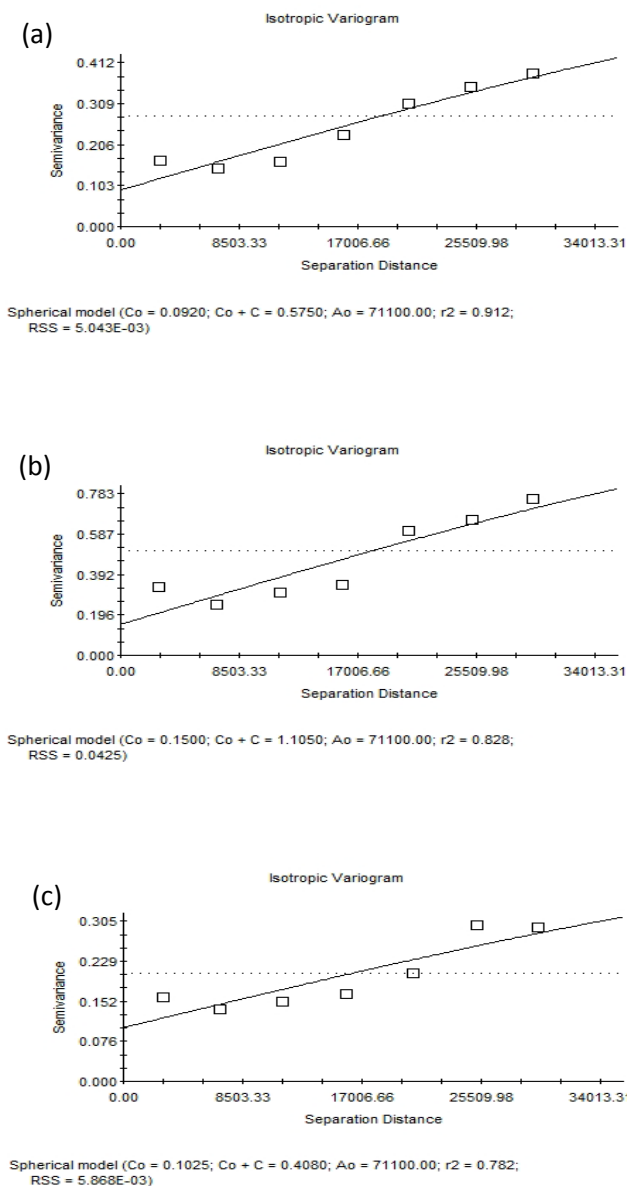 (a)
Isotropic Variogram
0.412
0.309
0.206
0.103
0.000
Semivariance
0.00 8503.33 17006.66 25509.98 34013.31
Separation Distance
Spherical model (Co = 0.0920; Co + C = 0.5750; Ao = 71100.00; r2 = 0.912;
RSS = 5.043E-03)
(b)
Isotropic Variogram
0.783
0.587
0.392
0.196
0.000
Semivariance
0.00 8503.33 17006.66 25509.98 34013.31
Separation Distance
Spherical model (Co = 0.1500; Co + C = 1.1050; Ao = 71100.00; r2 = 0.828;
RSS = 0.0425)
(c)
Isotropic Variogram
0.305
0.229
0.152
0.076
0.000
Semivariance
0.00 8503.33 17006.66 25509.98 34013.31
Separation Distance
Spherical model (Co = 0.1025; Co + C = 0.4080; Ao = 71100.00; r2 = 0.782;
RSS = 5.868E-03)